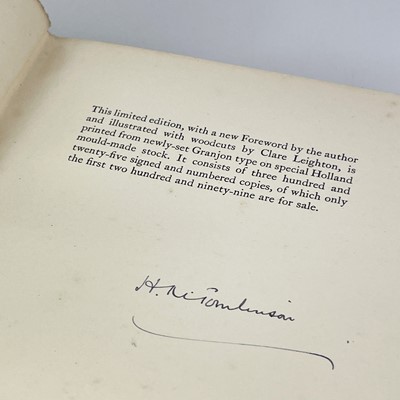 This limited edition, with a new Foreword by the author
and illustrated with woodcuts by Clare Leighton, is
printed from newly-set Granjon type on special Holland
mould-made stock. It consists of three hundred and
twenty-five signed and numbered copies, of which only
the first two hundred and ninety-nine are for sale.
H. M. Tomlinson